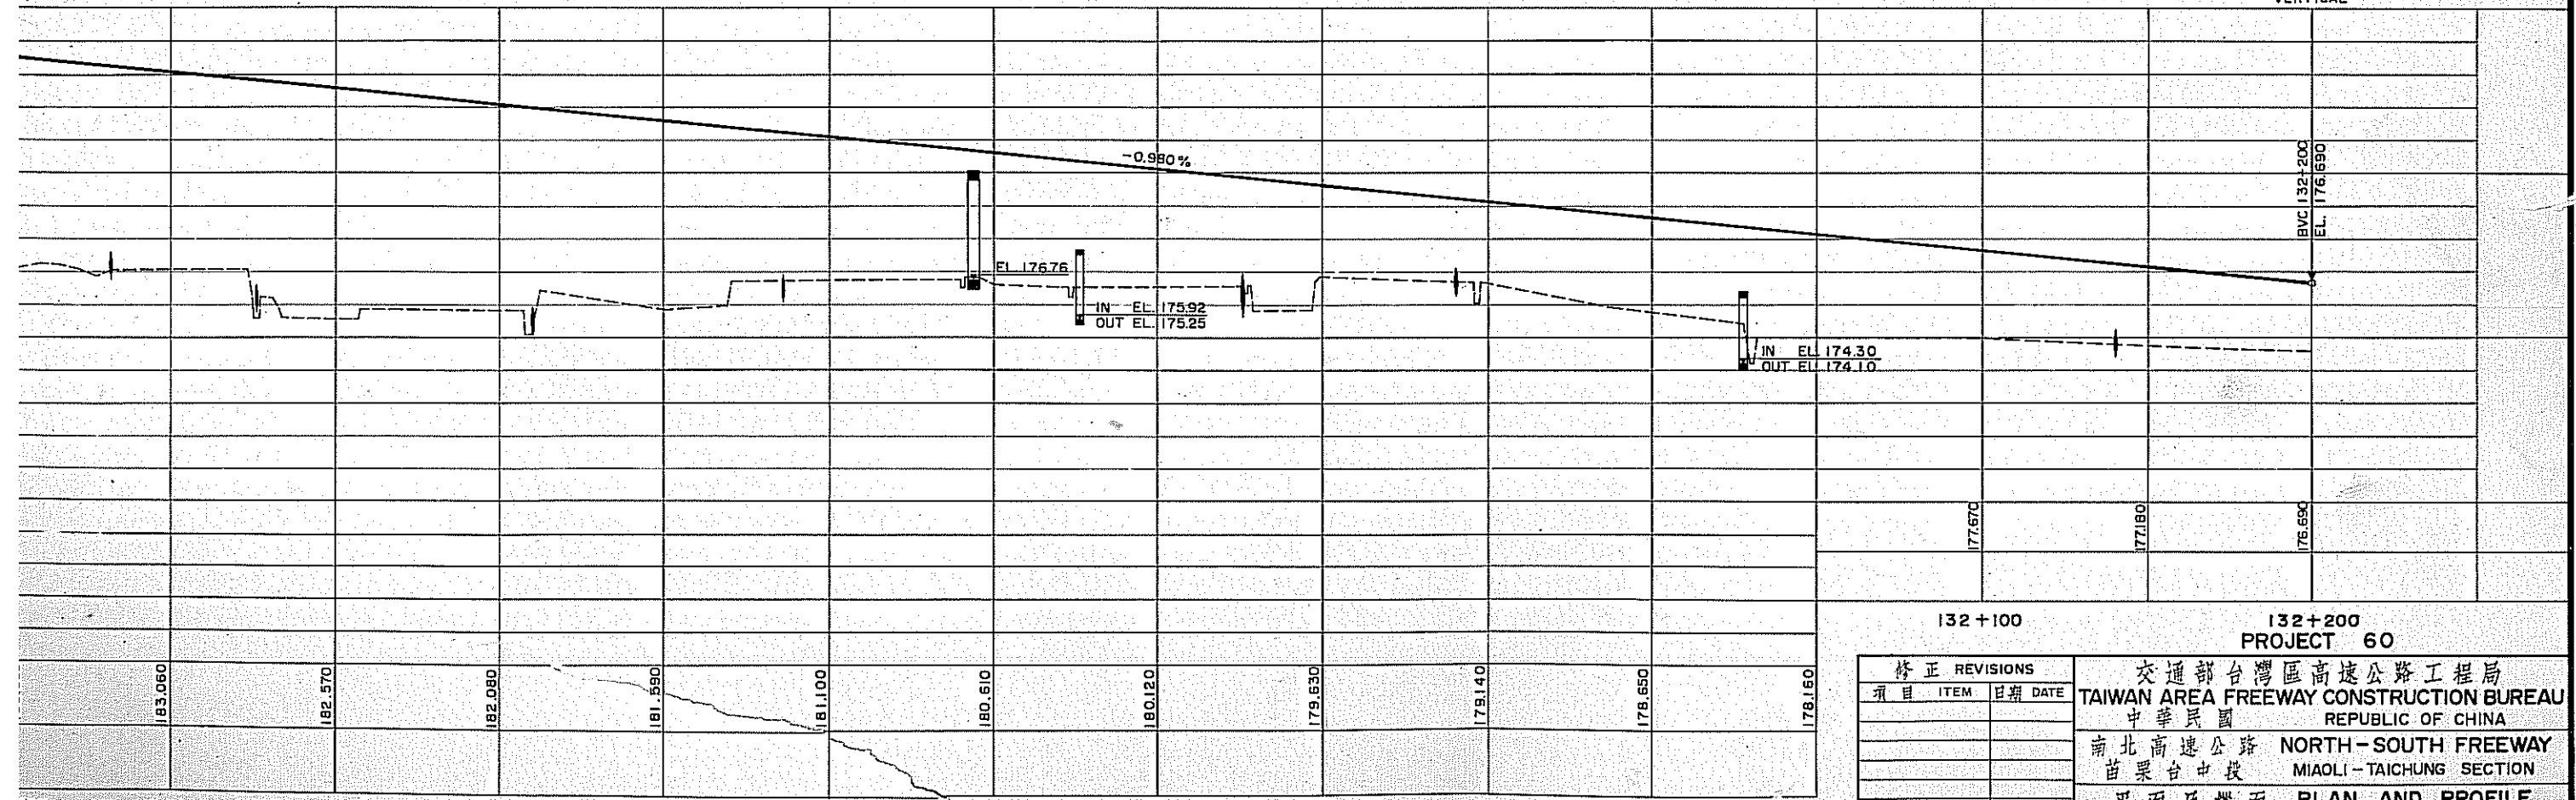 VERTICAL
-0.980%
BVC 132+200
EL. 176.690
EL. 176.76
IN EL. 175.92
OUT EL. 175.25
IN EL. 174.30
OUT EL. 174.10
177.670
177.180
176.690
132+100
132+200
PROJECT 60
183.060
182.570
182.080
181.590
181.100
180.610
180.120
179.630
179.140
178.650
178.160
修正 REVISIONS
項目 ITEM 日期 DATE
交通部台灣區高速公路工程局
TAIWAN AREA FREEWAY CONSTRUCTION BUREAU
中華民國 REPUBLIC OF CHINA
南北高速公路 NORTH-SOUTH FREEWAY
苗栗台中段 MIAOLI-TAICHUNG SECTION
PLAN AND PROFILE